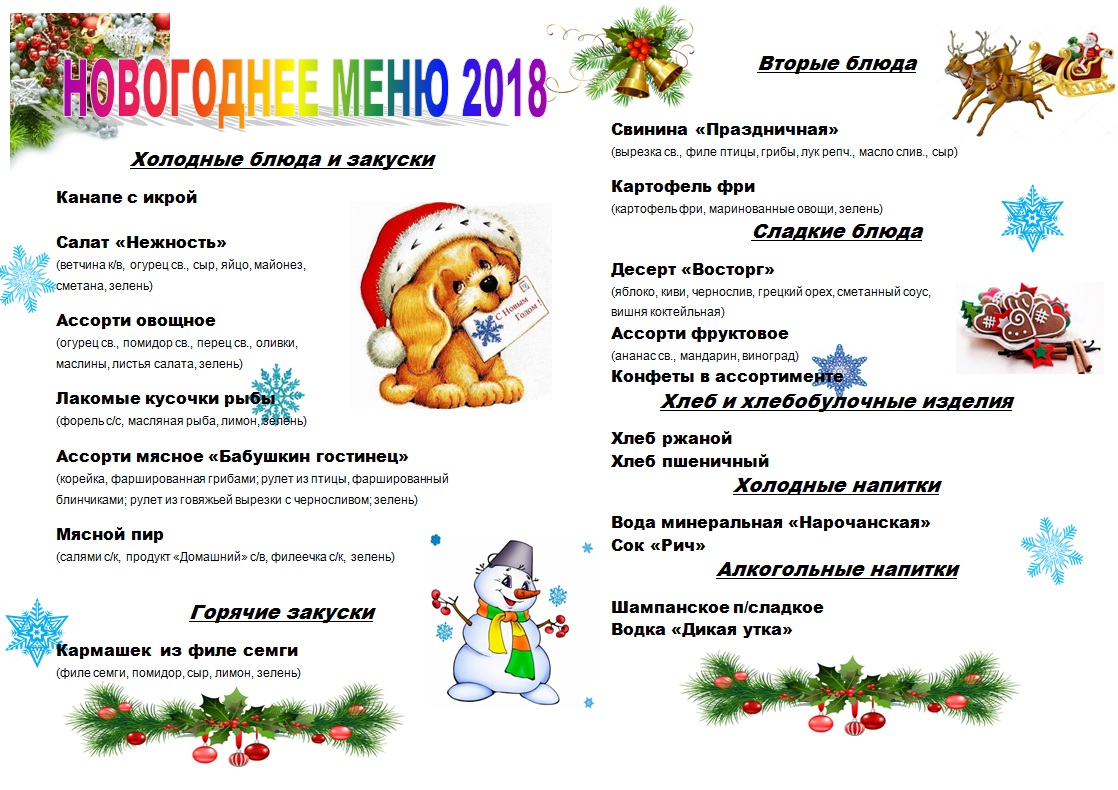 НОВОГОДНЕЕ МЕНЮ 2018
Холодные блюда и закуски
Канапе с икрой
Салат «Нежность»
(ветчина к/в, огурец св., сыр, яйцо, майонез,
сметана, зелень)
Ассорти овощное
(огурец св., помидор св., перец св., оливки,
маслины, листья салата, зелень)
Лакомые кусочки рыбы
(форель с/с, масляная рыба, лимон, зелень)
Ассорти мясное «Бабушкин гостинец»
(корейка, фаршированная грибами; рулет из птицы, фаршированный
блинчиками; рулет из говяжьей вырезки с черносливом; зелень)
Мясной пир
(салями с/к, продукт «Домашний» с/в, филеечка с/к, зелень)
Горячие закуски
Кармашек из филе семги
(филе семги, помидор, сыр, лимон, зелень)
С Новым
Годом !
Вторые блюда
Свинина «Праздничная»
(вырезка св., филе птицы, грибы, лук репч., масло слив., сыр)
Картофель фри
(картофель фри, маринованные овощи, зелень)
Сладкие блюда
Десерт «Восторг»
(яблоко, киви, чернослив, грецкий орех, сметанный соус,
вишня коктейльная)
Ассорти фруктовое
(ананас св., мандарин, виноград)
Конфеты в ассортименте
Хлеб и хлебобулочные изделия
Хлеб ржаной
Хлеб пшеничный
Холодные напитки
Вода минеральная «Нарочанская»
Сок «Рич»
Алкогольные напитки
Шампанское п/сладкое
Водка «Дикая утка»